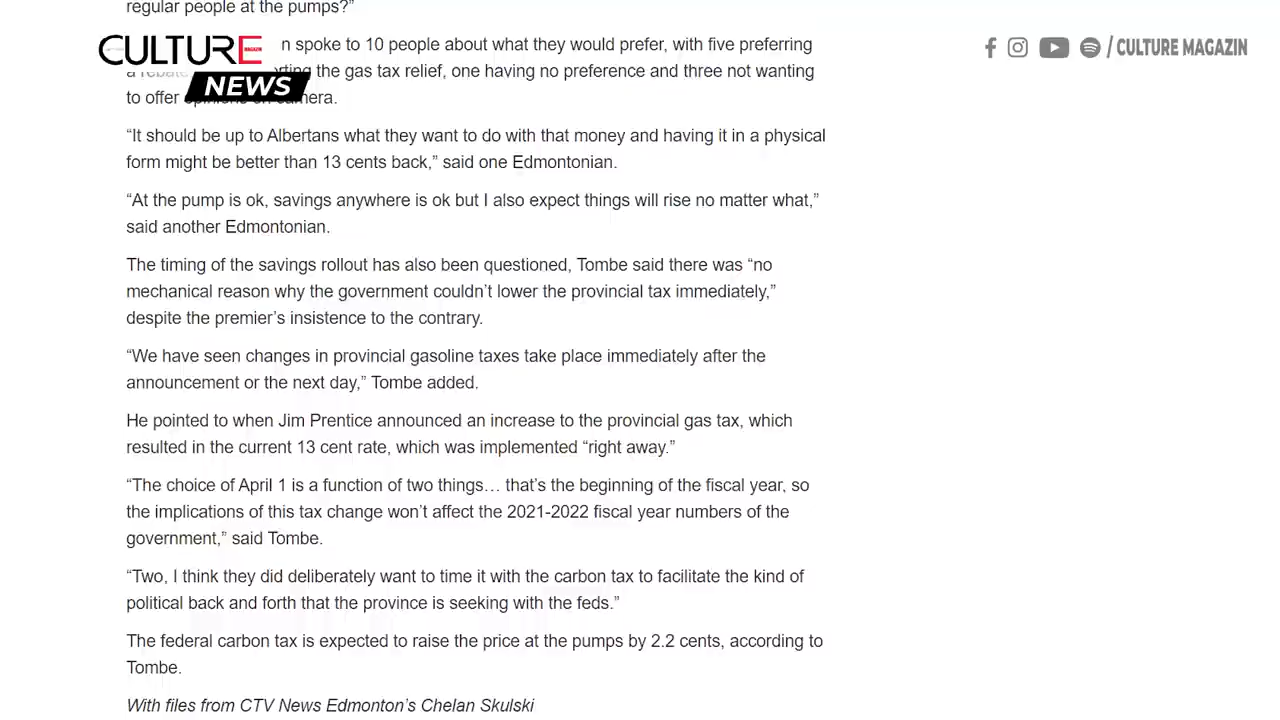 regular people at the pumps?”
CULTURE
MAGAZIN
NEWS
/ CULTURE MAGAZIN
n spoke to 10 people about what they would prefer, with five preferring
a rebate the gas tax relief, one having no preference and three not wanting
to offer opinions on camera.
“It should be up to Albertans what they want to do with that money and having it in a physical
form might be better than 13 cents back,” said one Edmontonian.
“At the pump is ok, savings anywhere is ok but I also expect things will rise no matter what,”
said another Edmontonian.
The timing of the savings rollout has also been questioned, Tombe said there was “no
mechanical reason why the government couldn’t lower the provincial tax immediately,”
despite the premier’s insistence to the contrary.
“We have seen changes in provincial gasoline taxes take place immediately after the
announcement or the next day,” Tombe added.
He pointed to when Jim Prentice announced an increase to the provincial gas tax, which
resulted in the current 13 cent rate, which was implemented “right away.”
“The choice of April 1 is a function of two things… that’s the beginning of the fiscal year, so
the implications of this tax change won’t affect the 2021-2022 fiscal year numbers of the
government,” said Tombe.
“Two, I think they did deliberately want to time it with the carbon tax to facilitate the kind of
political back and forth that the province is seeking with the feds.”
The federal carbon tax is expected to raise the price at the pumps by 2.2 cents, according to
Tombe.
With files from CTV News Edmonton’s Chelan Skulski